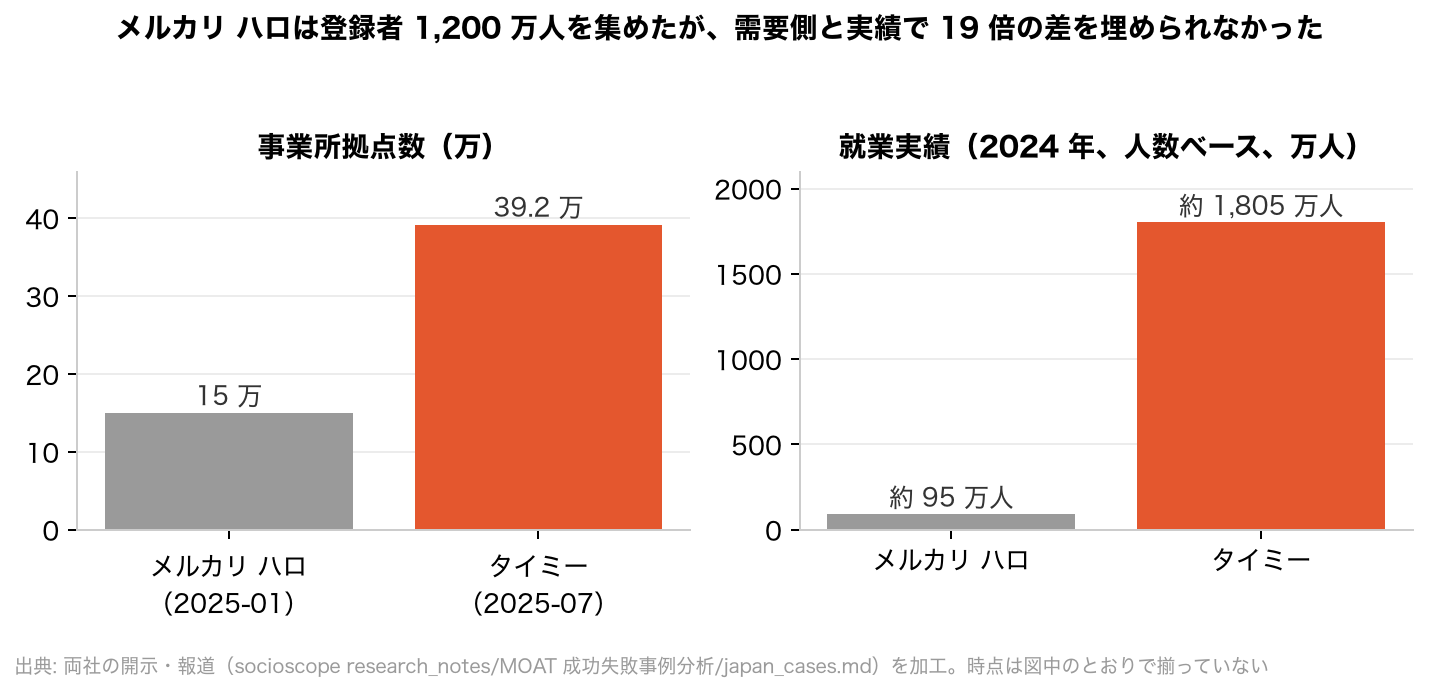 メルカリ ハロは登録者 1,200 万人を集めたが、需要側と実績で 19 倍の差を埋められなかった
事業所拠点数（万）
40
30
20
10
0
15 万
39.2 万
メルカリ ハロ
（2025-01）
タイミー
（2025-07）
就業実績（2024 年、人数ベース、万人）
2000
1500
1000
500
0
約 95 万人
約 1,805 万人
メルカリ ハロ
タイミー
出典: 両社の開示・報道（socioscope research_notes/MOAT 成功失敗事例分析/japan_cases.md）を加工。時点は図中のとおりで揃っていない